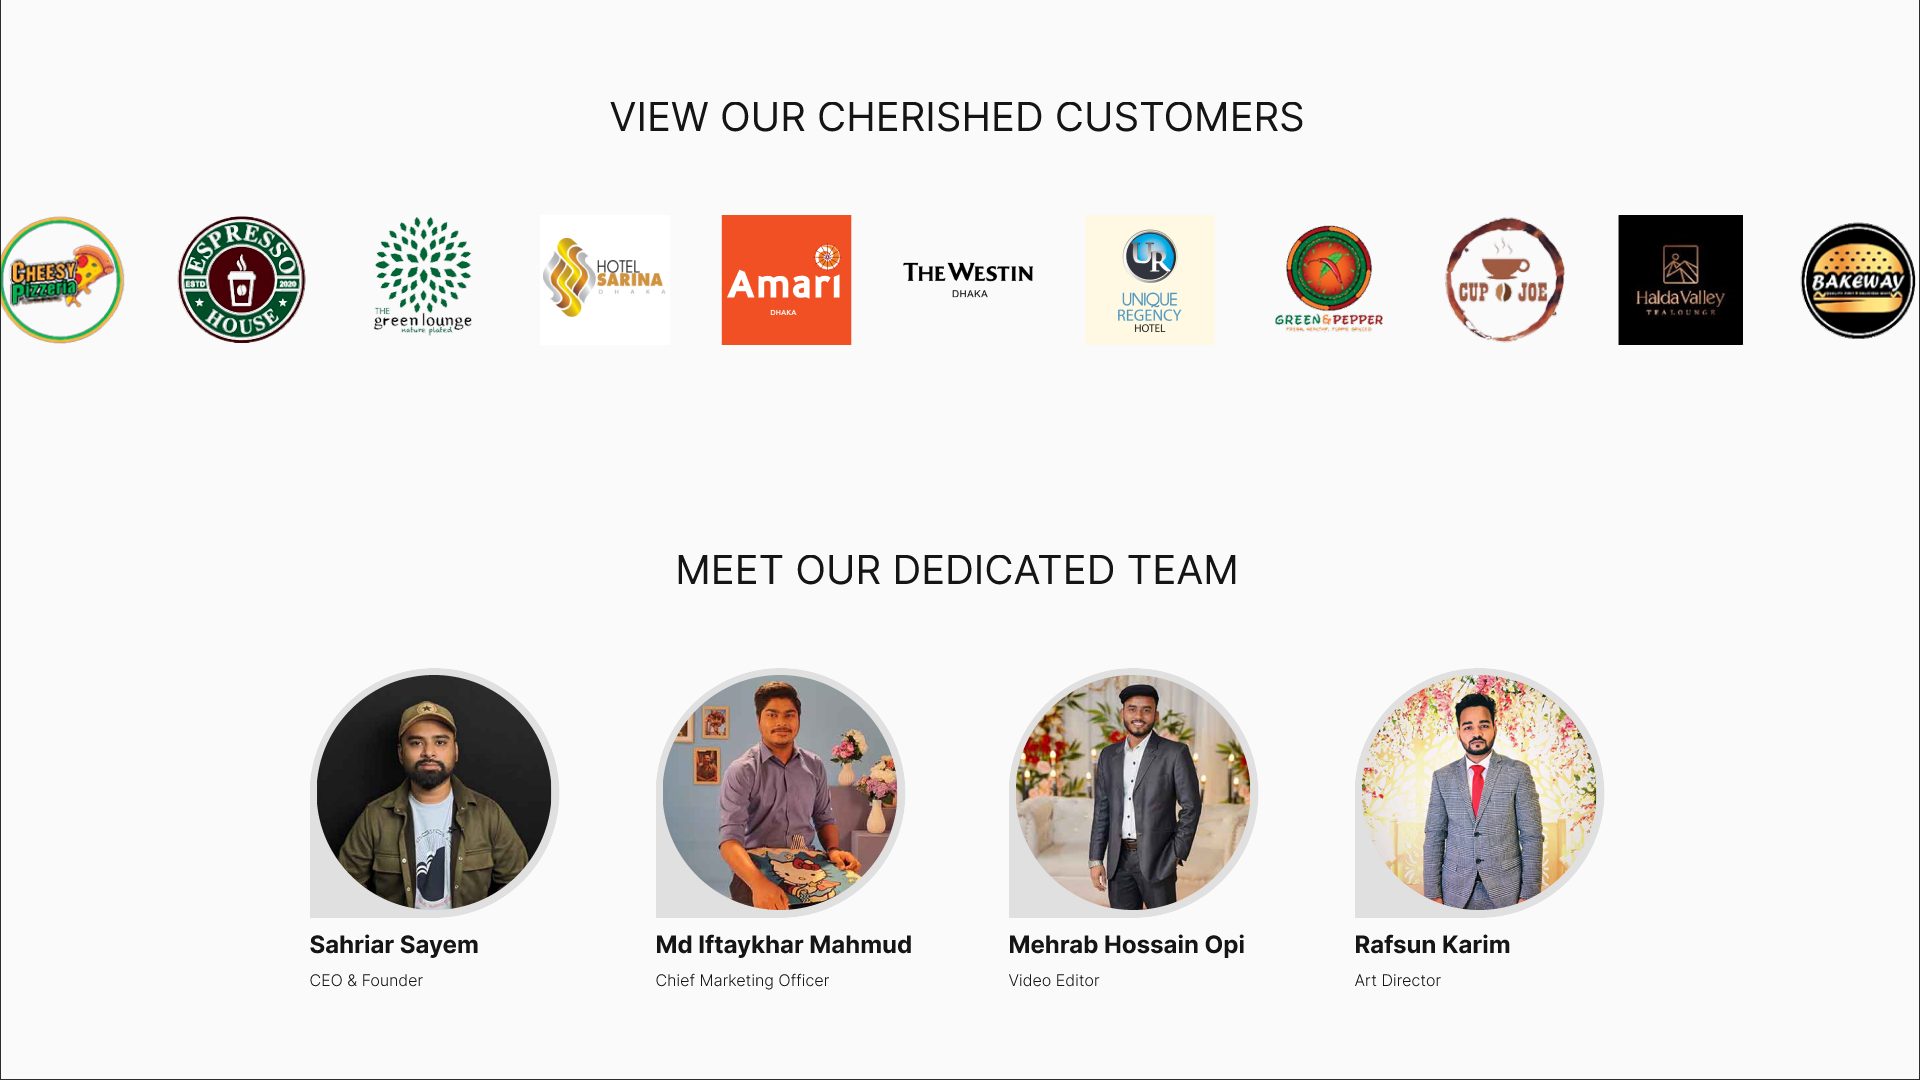 VIEW OUR CHERISHED CUSTOMERS
CHEESY
Pizzeria
ESPRESSO
ESTD
2020
HOUSE
THE
green lounge
nature plated
HOTEL
SARINA
DHAKA
Amari
DHAKA
THE WESTIN
DHAKA
UR
UNIQUE
REGENCY
HOTEL
GREEN & PEPPER
CUP JOE
Halda Valley
TEA LOUNGE
BAKEWAY
MEET OUR DEDICATED TEAM
Sahriar Sayem
CEO & Founder
Md Iftaykhar Mahmud
Chief Marketing Officer
Mehrab Hossain Opi
Video Editor
Rafsun Karim
Art Director